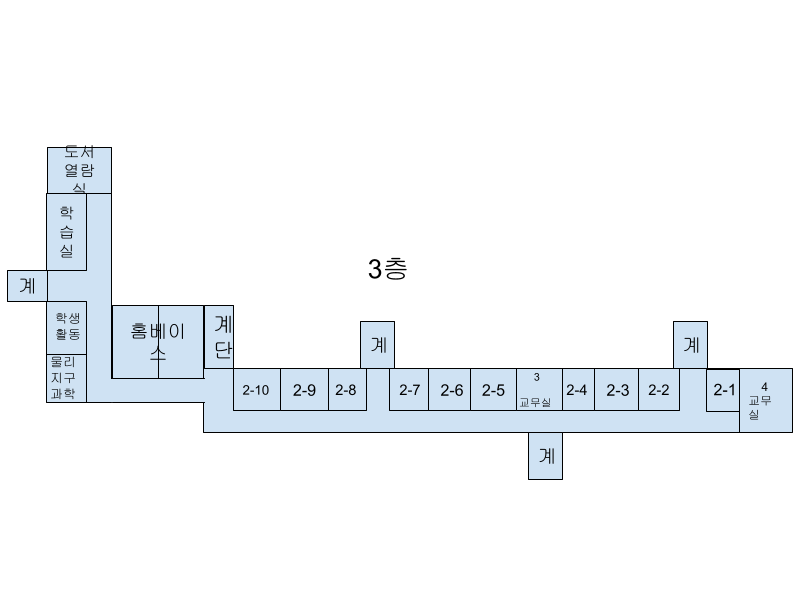 도서
열람
실
학
습
실
계
3층
학생
활동
홈베이
스
계
단
계
계
물리
지구
과학
2-10
2-9
2-8
2-7
2-6
2-5
3
교무실
2-4
2-3
2-2
2-1
4
교무
실
계